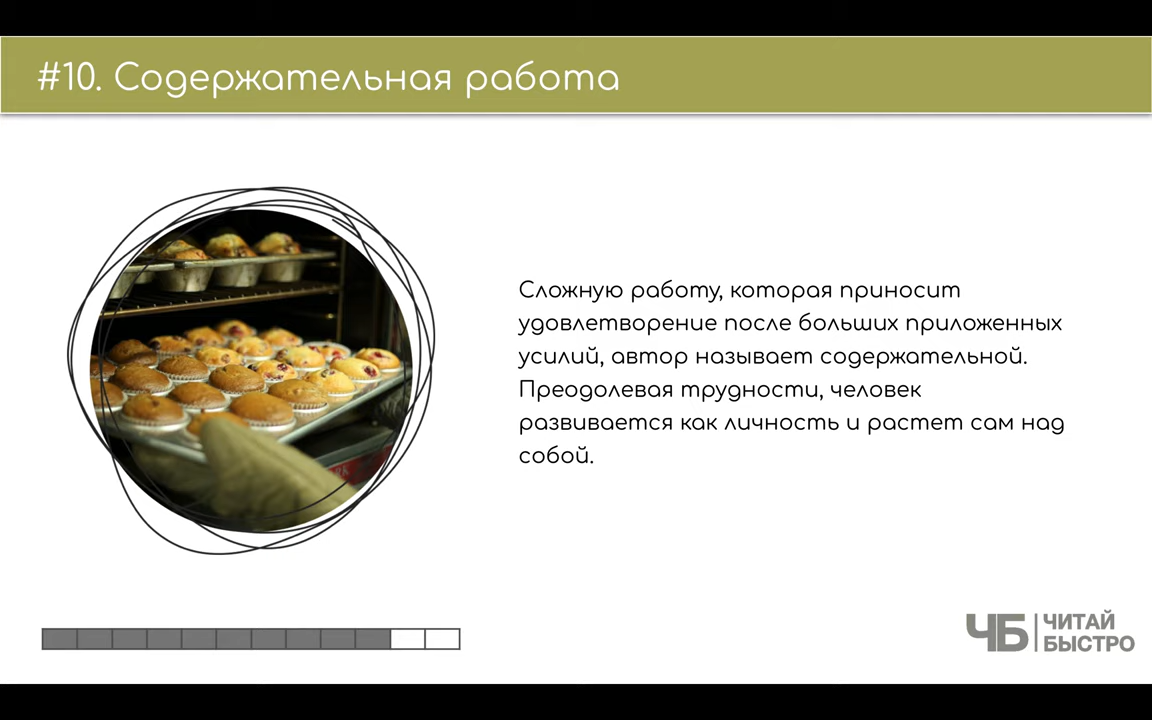 #10. Содержательная работа
Сложную работу, которая приносит
удовлетворение после больших приложенных
усилий, автор называет содержательной.
Преодолевая трудности, человек
развивается как личность и растет сам над
собой.
ЧБ
ЧИТАЙ
БЫСТРО